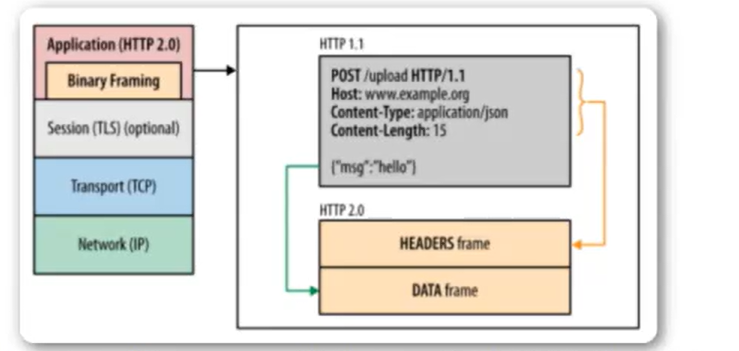 Application (HTTP 2.0)
Binary Framing
Session (TLS) (optional)
Transport (TCP)
Network (IP)
HTTP 1.1
POST /upload HTTP/1.1
Host: www.example.org
Content-Type: application/json
Content-Length: 15
{"msg":"hello"}
HTTP 2.0
HEADERS frame
DATA frame